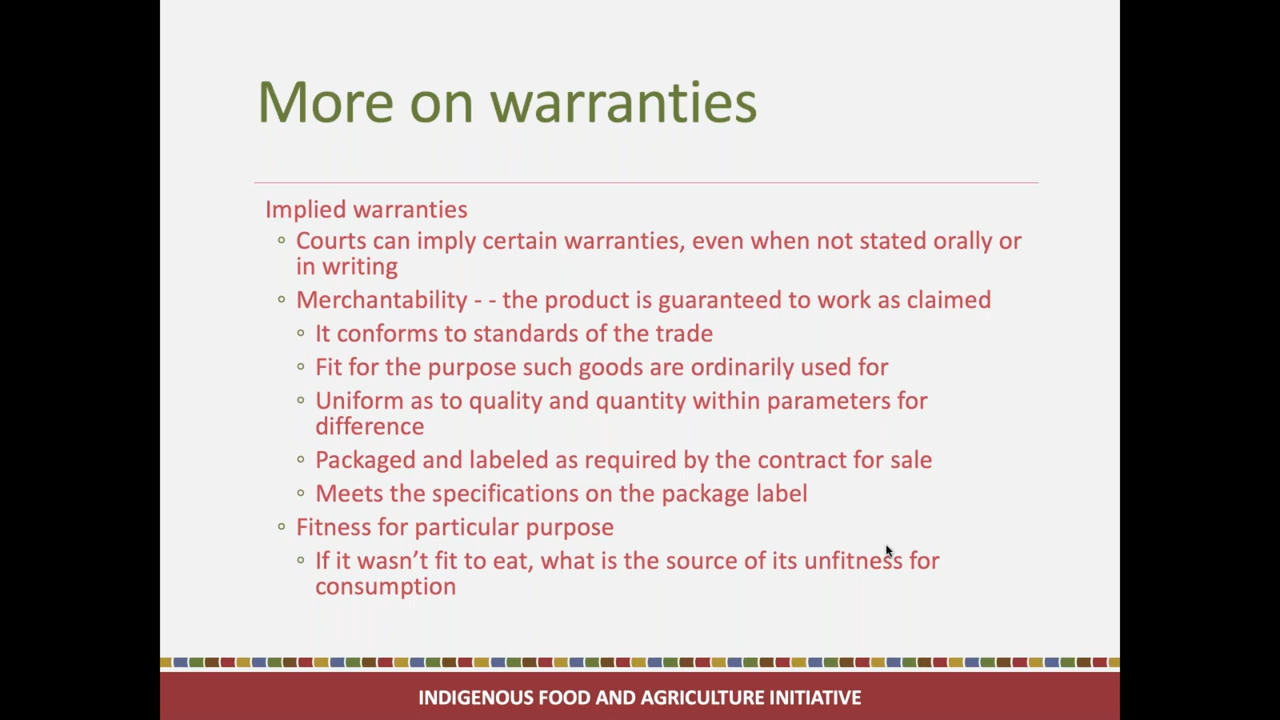 More on warranties
Implied warranties
Courts can imply certain warranties, even when not stated orally or
in writing
Merchantability - - the product is guaranteed to work as claimed
It conforms to standards of the trade
Fit for the purpose such goods are ordinarily used for
Uniform as to quality and quantity within parameters for
difference
Packaged and labeled as required by the contract for sale
Meets the specifications on the package label
Fitness for particular purpose
If it wasn’t fit to eat, what is the source of its unfitness for
consumption
INDIGENOUS FOOD AND AGRICULTURE INITIATIVE